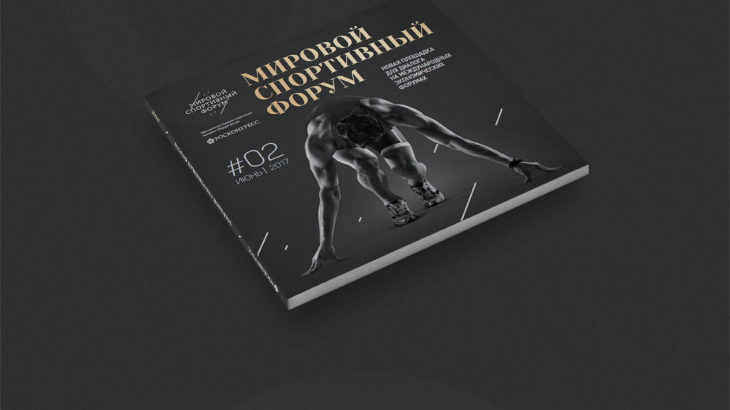 МИРОВОЙ
СПОРТИВНЫЙ
ФОРУМ
НОВАЯ ПЛОЩАДКА
ДЛЯ ДИАЛОГА
НА МЕЖДУНАРОДНЫХ
ЭКОНОМИЧЕСКИХ
ФОРУМАХ
МИРОВОЙ
СПОРТИВНЫЙ
ФОРУМ
РОСКОНГРЕСС
#02
ИЮНЬ | 2017